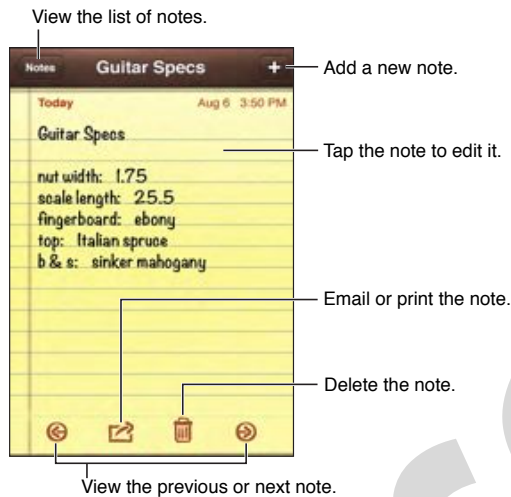 View the list of notes.
Notes Guitar Specs +
Add a new note.
Today Aug 6 3:50 PM
Guitar Specs
Tap the note to edit it.
nut width: 1.75
scale length: 25.5
fingerboard: ebony
top: Italian spruce
b & s: sinker mahogany
Email or print the note.
Delete the note.
View the previous or next note.